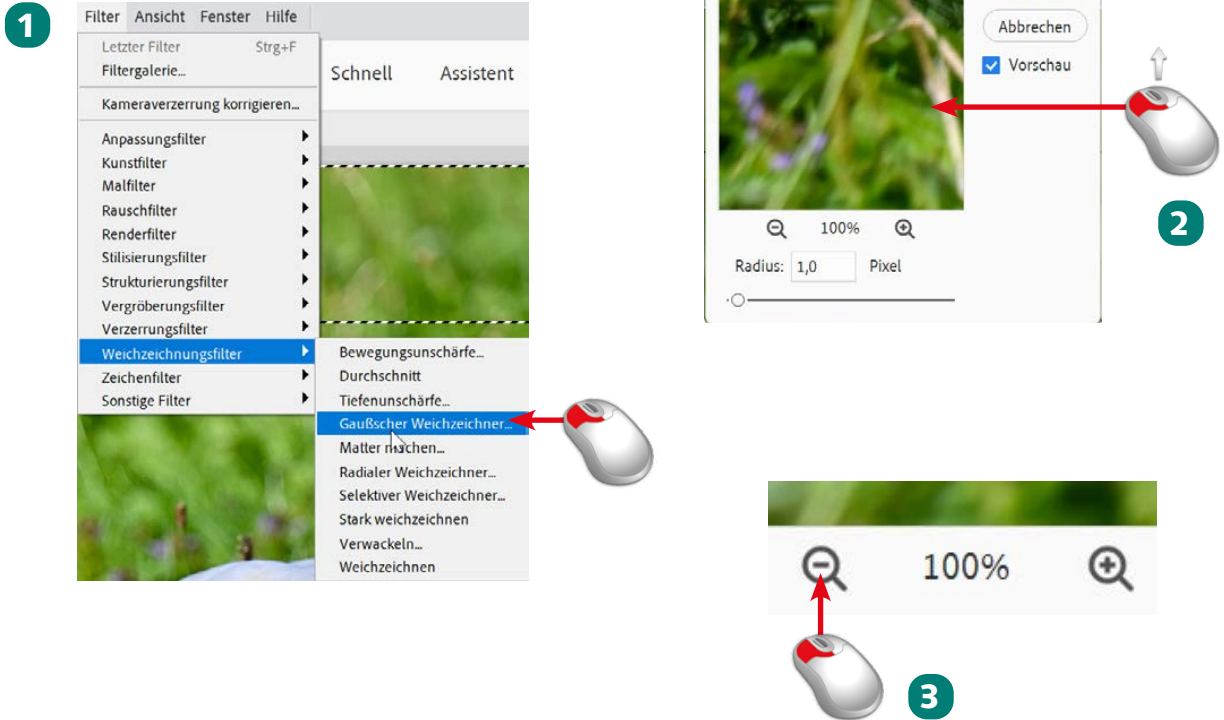 1
Filter Ansicht Fenster Hilfe
Letzter Filter Strg+F
Filtergalerie...
Kameraverzerrung korrigieren...
Anpassungsfilter
Kunstfilter
Malfilter
Rauschfilter
Renderfilter
Stilisierungsfilter
Strukturierungsfilter
Vergröberungsfilter
Verzerrungsfilter
Weichzeichnungsfilter
Zeichenfilter
Sonstige Filter
Schnell Assistent
Bewegungsunschärfe...
Durchschnitt
Tiefenunschärfe...
Gaußscher Weichzeichner...
Matter machen...
Radialer Weichzeichner...
Selektiver Weichzeichner...
Stark weichzeichnen
Verwackeln...
Weichzeichnen
Abbrechen
Vorschau
100%
Radius: 1,0 Pixel
2
100%
3